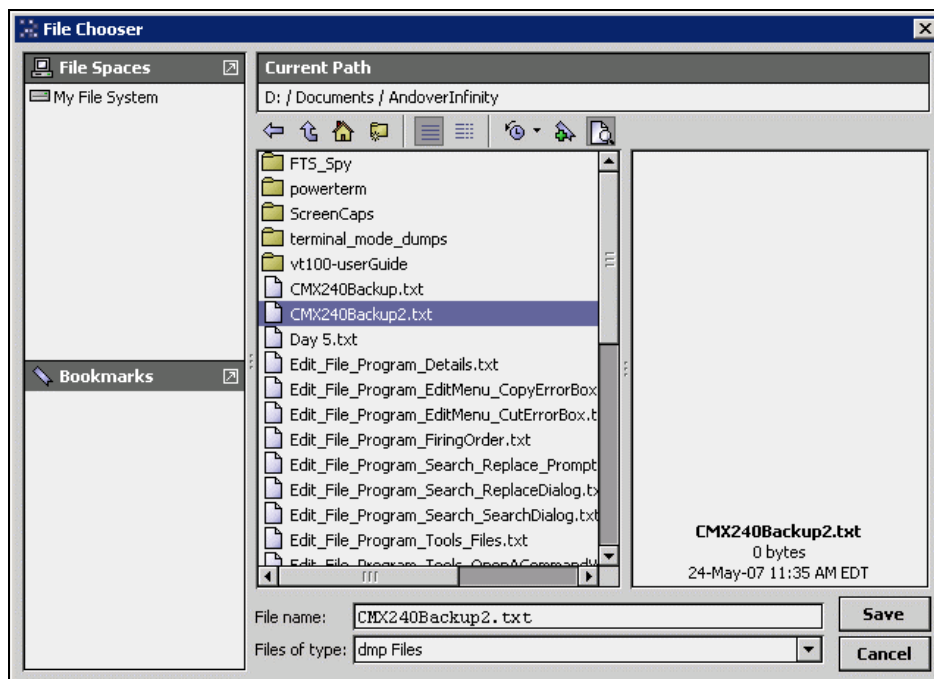 File Chooser
File Spaces
My File System
Bookmarks
Current Path
D: / Documents / AndoverInfinity
FTS_Spy
powerterm
ScreenCaps
terminal_mode_dumps
vt100-userGuide
CMX240Backup.txt
CMX240Backup2.txt
Day 5.txt
Edit_File_Program_Details.txt
Edit_File_Program_EditMenu_CopyErrorBox
Edit_File_Program_EditMenu_CutErrorBox.t
Edit_File_Program_FiringOrder.txt
Edit_File_Program_Search_Replace_Prompt
Edit_File_Program_Search_ReplaceDialog.tx
Edit_File_Program_Search_SearchDialog.txt
Edit_File_Program_Tools_Files.txt
Edit_File_Program_Tools_OpenACommandW
CMX240Backup2.txt
0 bytes
24-May-07 11:35 AM EDT
File name: CMX240Backup2.txt
Save
Files of type: dmp Files
Cancel